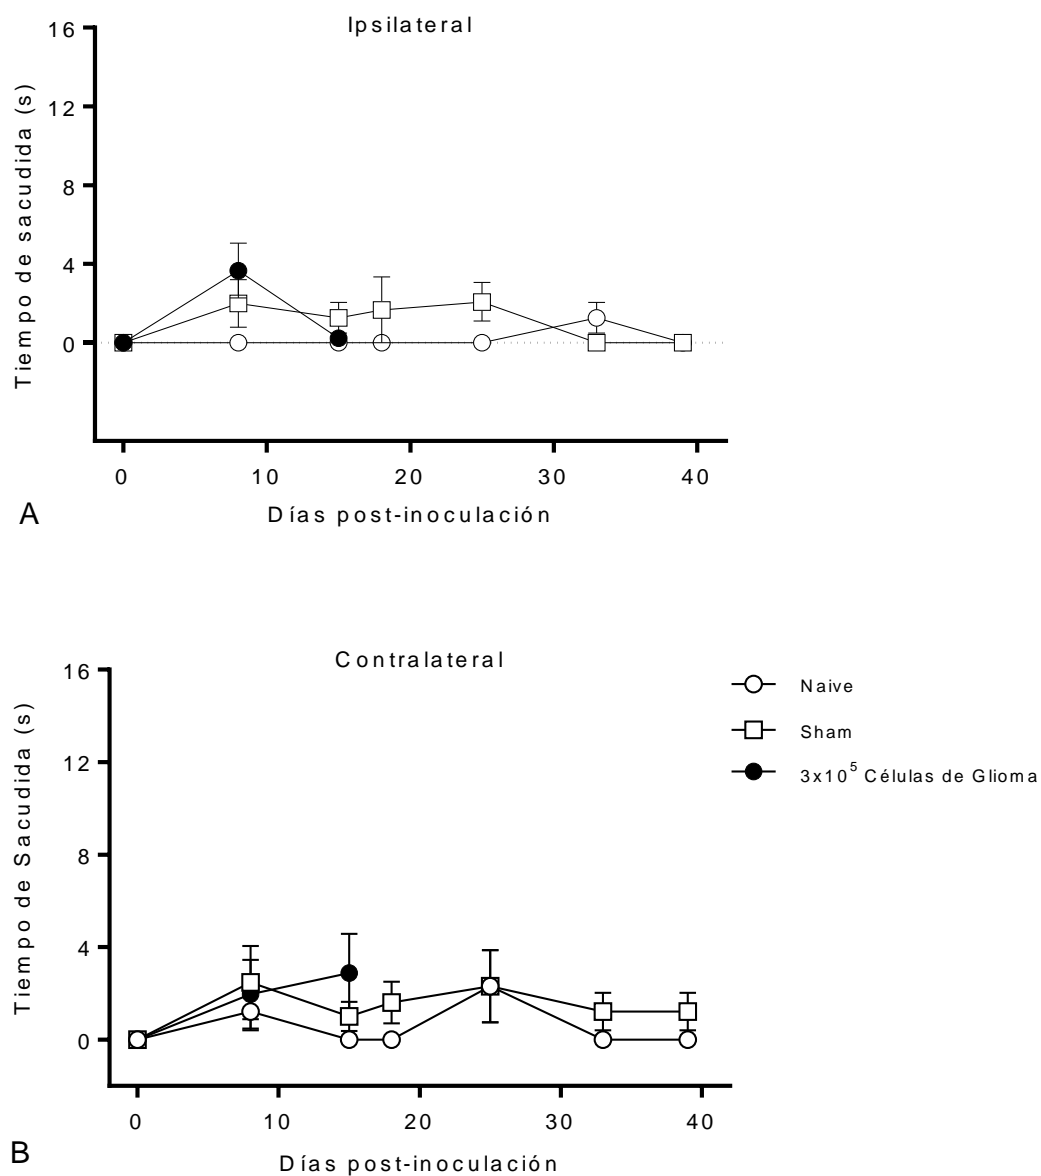 Ipsilateral
16
12
8
4
0
Tiempo de sacudida (s)
0 10 20 30 40
Días post-inoculación
A
Contralateral
16
12
8
4
0
Tiempo de Sacudida (s)
0 10 20 30 40
Días post-inoculación
B
Naive
Sham
3x10⁵ Células de Glioma